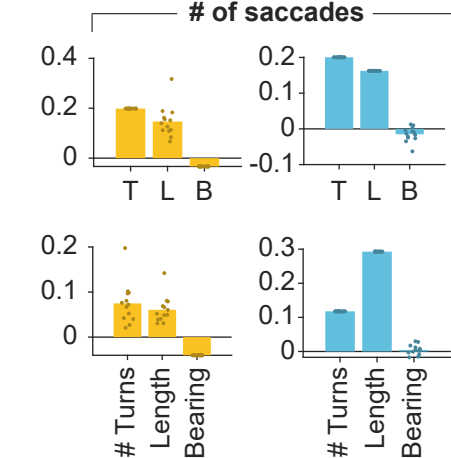 # of saccades
0.4
0.2
0
T L B
0.2
0.1
0
-0.1
T L B
0.2
0.1
0
# Turns
Length
Bearing
0.3
0.2
0.1
0
# Turns
Length
Bearing